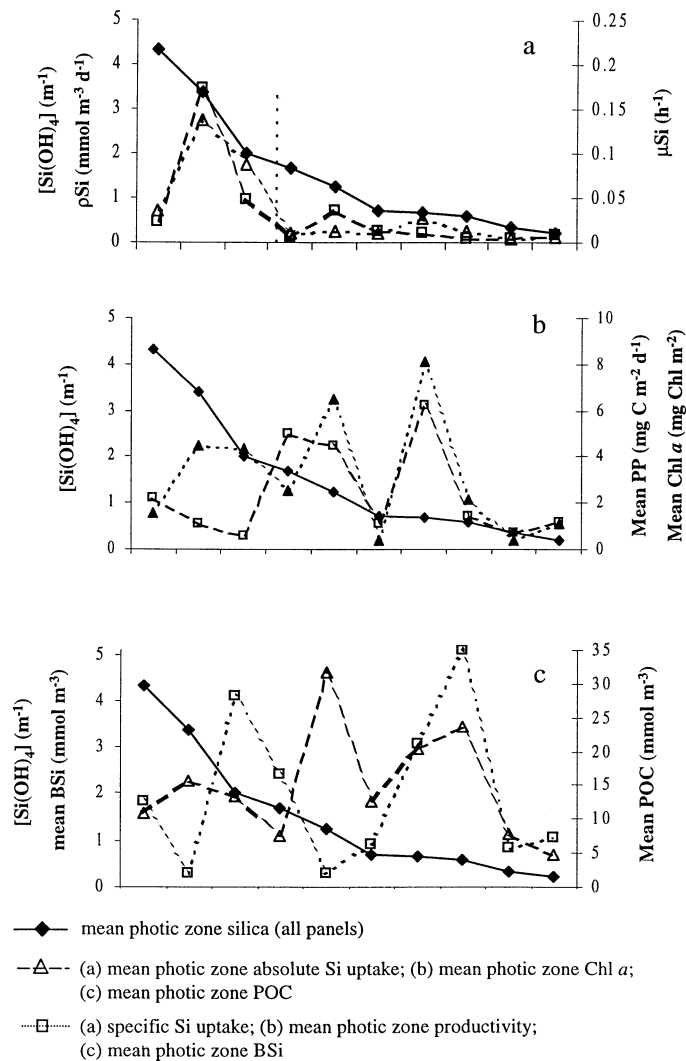 a
5
4
3
2
1
0
0.25
0.2
0.15
0.1
0.05
0
[Si(OH)4] (m-1)
ρSi (mmol m-3 d-1)
μSi (h-1)
b
5
4
3
2
1
0
10
8
6
4
2
0
[Si(OH)4] (m-1)
Mean PP (mg C m-2 d-1)
Mean Chl a (mg Chl m-2)
c
5
4
3
2
1
0
35
30
25
20
15
10
5
0
[Si(OH)4] (m-1)
mean BSi (mmol m-3)
Mean POC (mmol m-3)
mean photic zone silica (all panels)
(a) mean photic zone absolute Si uptake; (b) mean photic zone Chl a;
(c) mean photic zone POC
(a) specific Si uptake; (b) mean photic zone productivity;
(c) mean photic zone BSi